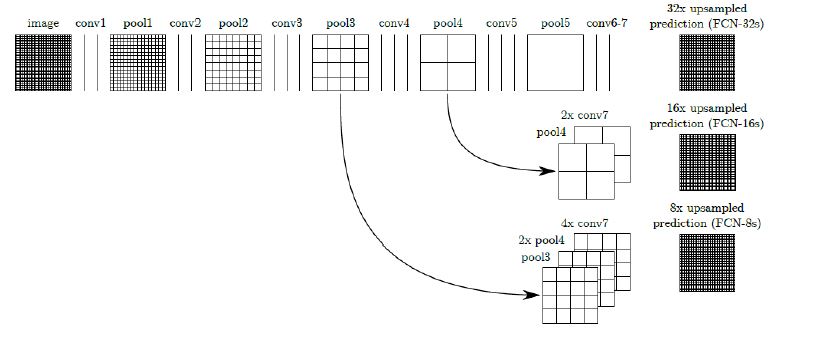 image conv1 pool1 conv2 pool2 conv3 pool3 conv4 pool4 conv5 pool5 conv6-7
32x upsampled
prediction (FCN-32s)
2x conv7
pool4
16x upsampled
prediction (FCN-16s)
4x conv7
2x pool4
pool3
8x upsampled
prediction (FCN-8s)